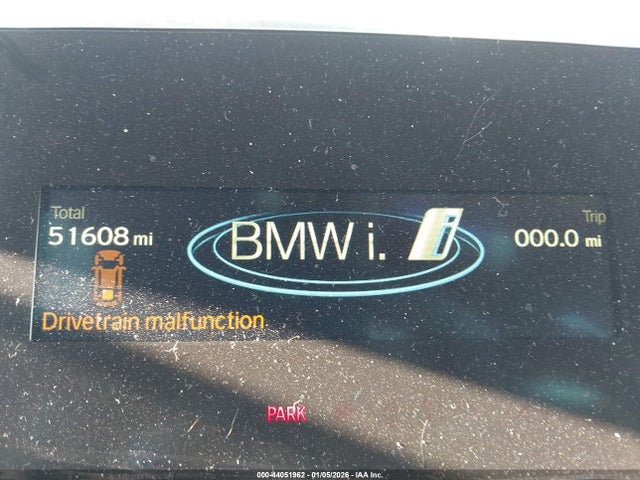 Total
Trip
51608 mi
BMW i.
i
000.0 mi
Drivetrain malfunction
PARK
000-44051962 - 01/05/2026 - IAA Inc.